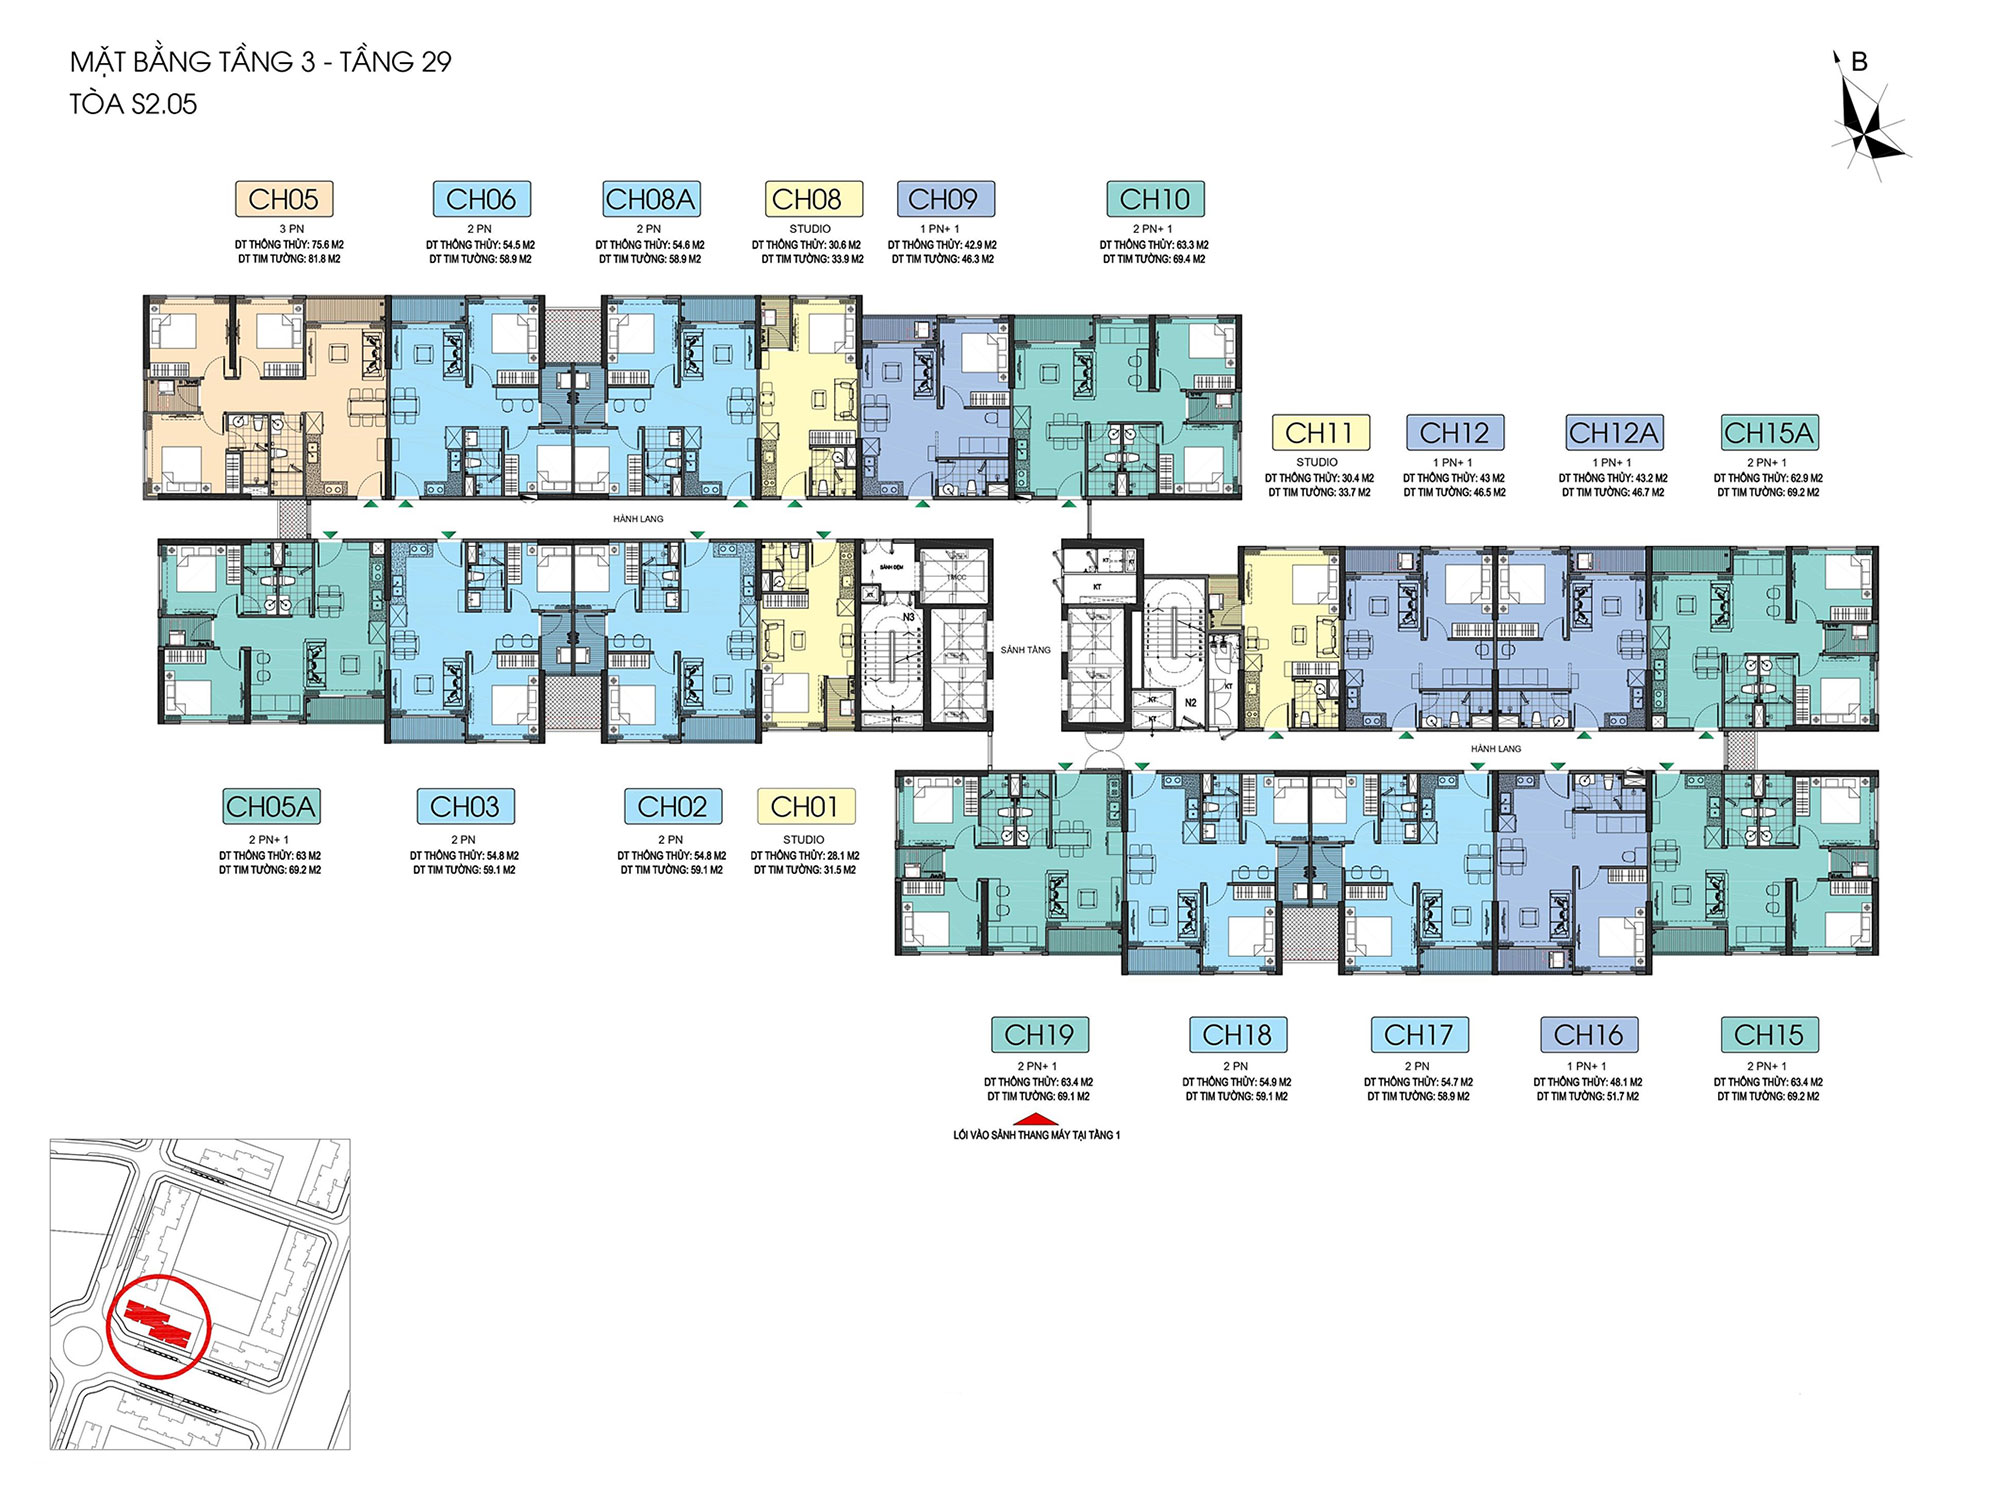 MẶT BẰNG TẦNG 3 - TẦNG 29
TÒA S2.05
B
CH05
3 PN
DT THÔNG THỦY: 75.6 M2
DT TIM TƯỜNG: 81.8 M2
CH06
2 PN
DT THÔNG THỦY: 54.5 M2
DT TIM TƯỜNG: 58.9 M2
CH08A
2 PN
DT THÔNG THỦY: 54.6 M2
DT TIM TƯỜNG: 58.9 M2
CH08
STUDIO
DT THÔNG THỦY: 30.6 M2
DT TIM TƯỜNG: 33.9 M2
CH09
1 PN+ 1
DT THÔNG THỦY: 42.9 M2
DT TIM TƯỜNG: 46.3 M2
CH10
2 PN+ 1
DT THÔNG THỦY: 63.3 M2
DT TIM TƯỜNG: 69.4 M2
CH11
STUDIO
DT THÔNG THỦY: 30.4 M2
DT TIM TƯỜNG: 33.7 M2
CH12
1 PN+ 1
DT THÔNG THỦY: 43 M2
DT TIM TƯỜNG: 46.5 M2
CH12A
1 PN+ 1
DT THÔNG THỦY: 43.2 M2
DT TIM TƯỜNG: 46.7 M2
CH15A
2 PN+ 1
DT THÔNG THỦY: 62.9 M2
DT TIM TƯỜNG: 69.2 M2
HÀNH LANG
SẢNH ĐỆM
N3
KT
SẢNH TẦNG
KT
KT
N2
KT
KT
KT
HÀNH LANG
CH05A
2 PN+ 1
DT THÔNG THỦY: 63 M2
DT TIM TƯỜNG: 69.2 M2
CH03
2 PN
DT THÔNG THỦY: 54.8 M2
DT TIM TƯỜNG: 59.1 M2
CH02
2 PN
DT THÔNG THỦY: 54.8 M2
DT TIM TƯỜNG: 59.1 M2
CH01
STUDIO
DT THÔNG THỦY: 28.1 M2
DT TIM TƯỜNG: 31.5 M2
CH19
2 PN+ 1
DT THÔNG THỦY: 63.4 M2
DT TIM TƯỜNG: 69.1 M2
CH18
2 PN
DT THÔNG THỦY: 54.9 M2
DT TIM TƯỜNG: 59.1 M2
CH17
2 PN
DT THÔNG THỦY: 54.7 M2
DT TIM TƯỜNG: 58.9 M2
CH16
1 PN+ 1
DT THÔNG THỦY: 48.1 M2
DT TIM TƯỜNG: 51.7 M2
CH15
2 PN+ 1
DT THÔNG THỦY: 63.4 M2
DT TIM TƯỜNG: 69.2 M2
LỐI VÀO SẢNH THANG MÁY TẠI TẦNG 1